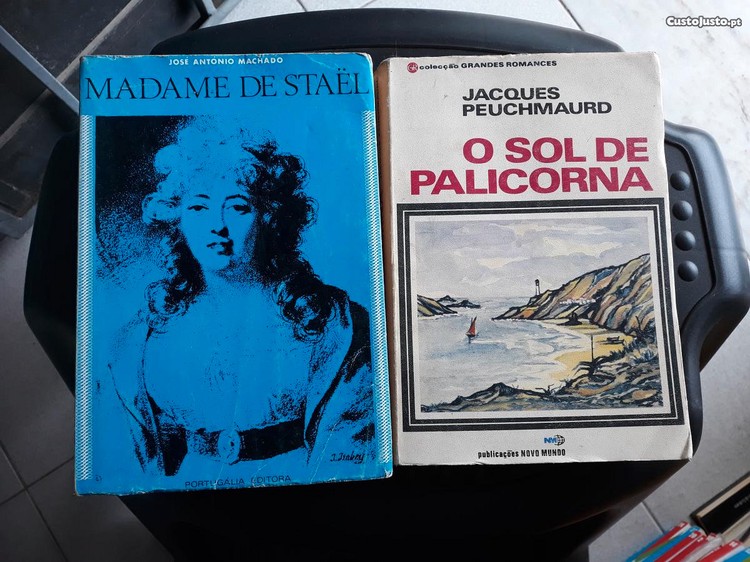 CustoJusto.pt
JOSÉ ANTÓNIO MACHADO
MADAME DE STAËL
PORTUGÁLIA EDITORA
colecção GRANDES ROMANCES
JACQUES
PEUCHMAURD
O SOL DE
PALICORNA
NM
publicações NOVO MUNDO